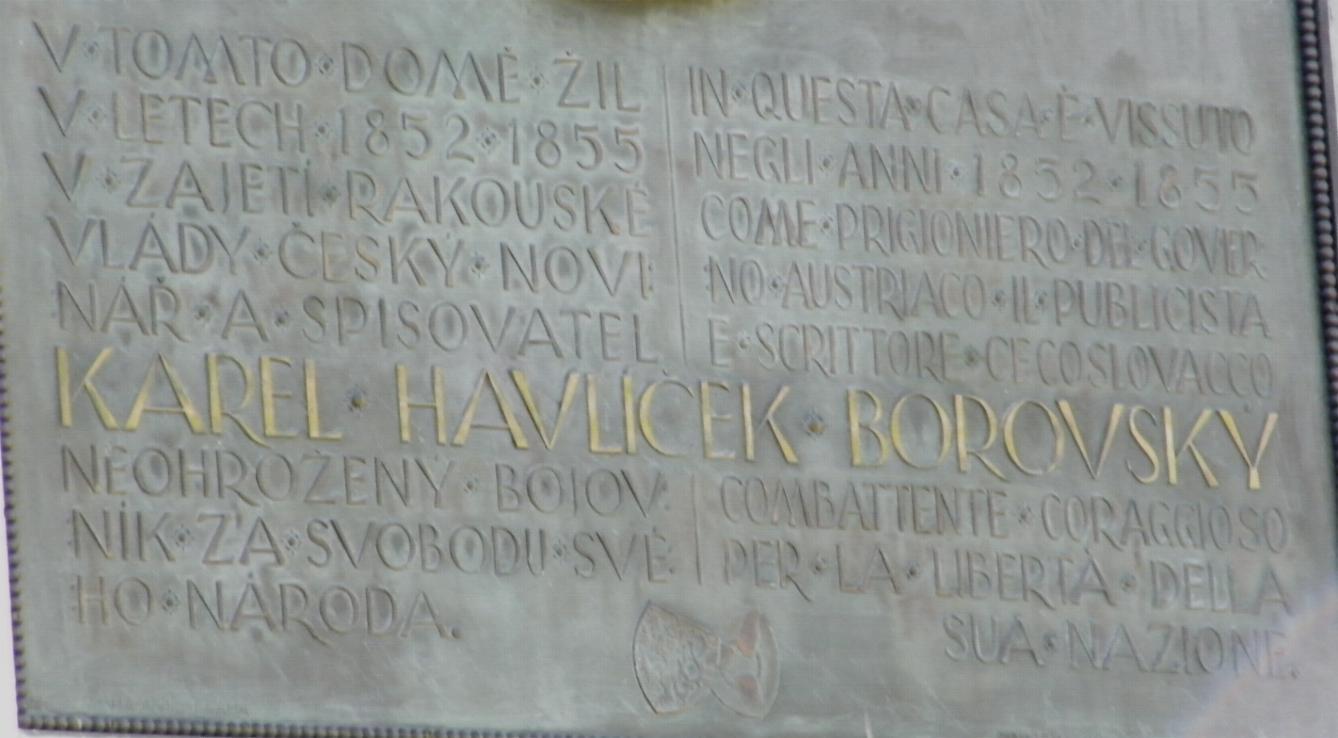 V·TOMTO·DOMĚ·ŽIL
V·LETECH·1852·1855
V·ZAJETÍ·RAKOUSKÉ
VLÁDY·ČESKÝ·NOVI
NÁŘ·A·SPISOVATEL
IN·QUESTA·CASA·È·VISSUTO
NEGLI·ANNI·1852·1855
COME·PRIGIONIERO·DEL·GOVER
NO·AUSTRIACO·IL·PUBLICISTA
E·SCRITTORE·CECOSLOVACCO
KAREL·HAVLÍČEK·BOROVSKÝ
NEOHROŽENÝ·BOJOV
NÍK·ZA·SVOBODU·SVÉ
HO·NÁRODA.
COMBATTENTE·CORAGGIOSO
PER·LA·LIBERTÀ·DELLA
SUA·NAZIONE.